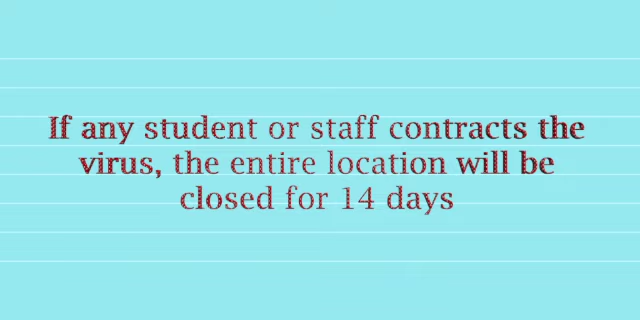 If any student or staff contracts the
virus, the entire location will be
closed for 14 days